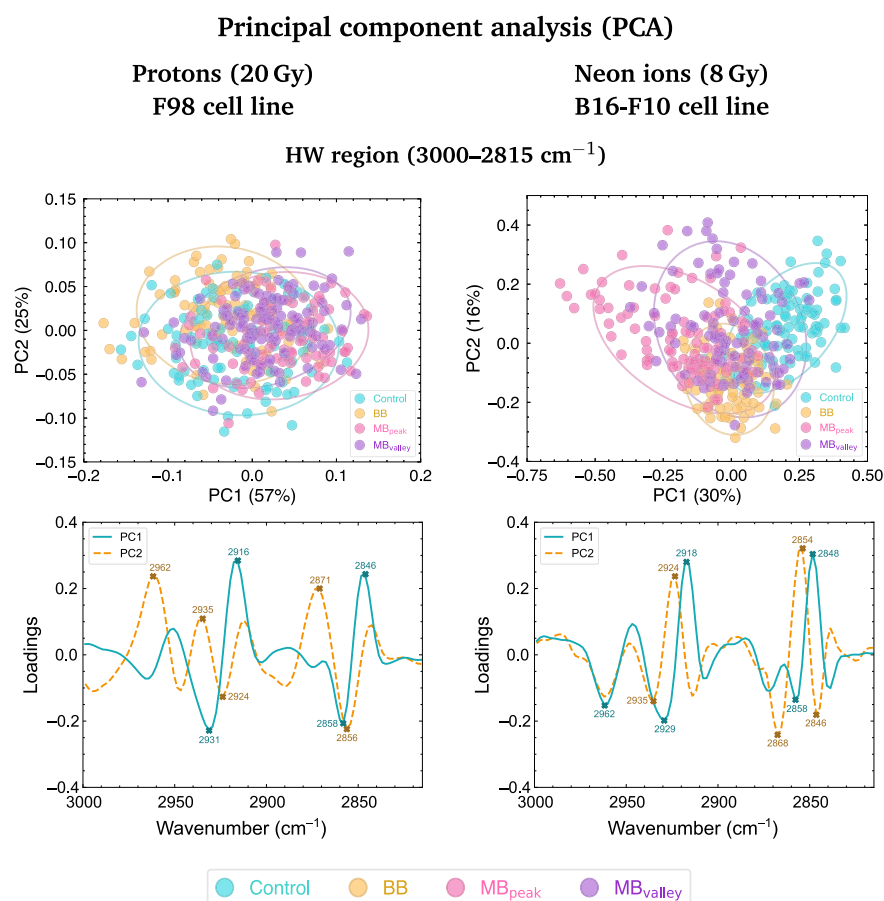 Principal component analysis (PCA)
Protons (20 Gy)
F98 cell line
Neon ions (8 Gy)
B16-F10 cell line
HW region (3000–2815 cm⁻¹)
0.15
0.10
0.05
0.00
−0.05
−0.10
−0.15
PC2 (25%)
−0.2
−0.1
0.0
0.1
0.2
PC1 (57%)
Control
BB
MBpeak
MBvalley
0.4
0.2
0.0
−0.2
−0.4
PC2 (16%)
−0.75
−0.50
−0.25
0.00
0.25
0.50
PC1 (30%)
Control
BB
MBpeak
MBvalley
0.4
0.2
0.0
−0.2
−0.4
Loadings
PC1
PC2
2962
2935
2916
2871
2846
2924
2931
2858
2856
3000
2950
2900
2850
Wavenumber (cm⁻¹)
0.4
0.2
0.0
−0.2
−0.4
Loadings
PC1
PC2
2924
2918
2854
2848
2962
2935
2929
2868
2858
2846
3000
2950
2900
2850
Wavenumber (cm⁻¹)
Control
BB
MBpeak
MBvalley